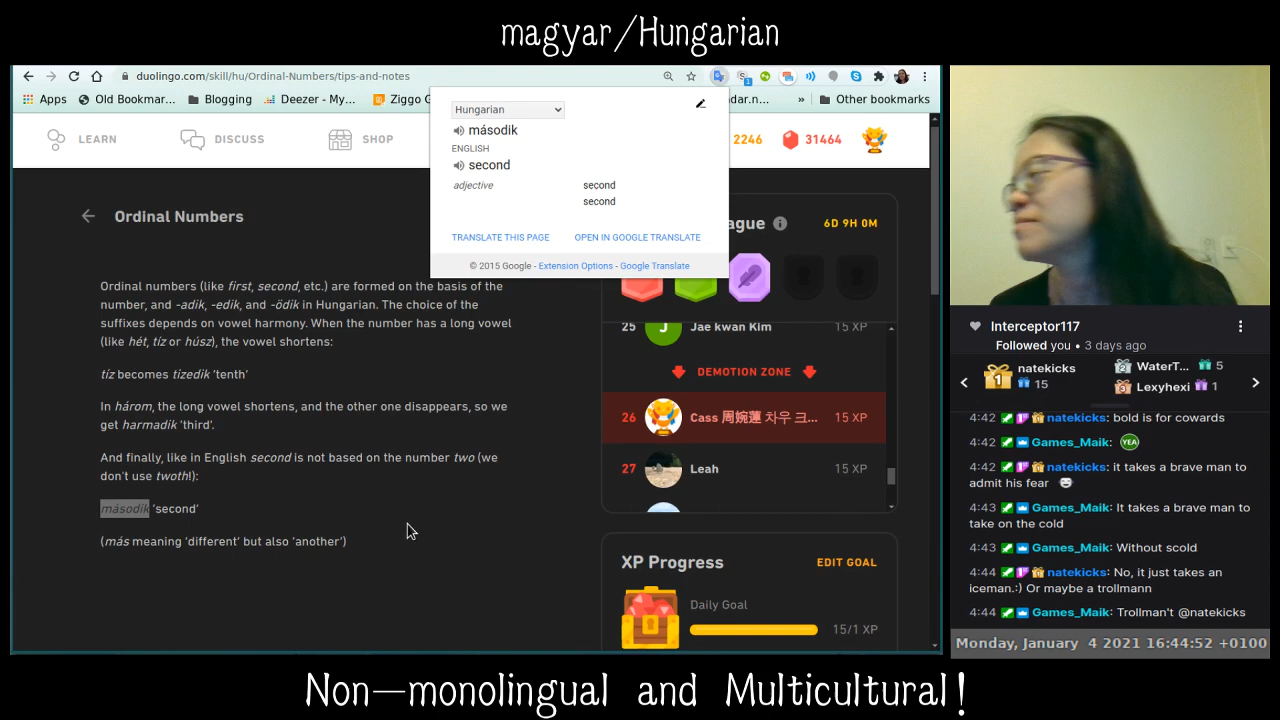 magyar/Hungarian
duolingo.com/skill/hu/Ordinal-Numbers/tips-and-notes
Apps
Old Bookmar...
Blogging
Deezer - My...
Ziggo G
dar.n...
»
Other bookmarks
LEARN
DISCUSS
SHOP
2246
31464
Hungarian
második
ENGLISH
second
adjective
second
second
TRANSLATE THIS PAGE
OPEN IN GOOGLE TRANSLATE
© 2015 Google - Extension Options - Google Translate
Ordinal Numbers
Ordinal numbers (like first, second, etc.) are formed on the basis of the
number, and -adik, -edik, and -ödik in Hungarian. The choice of the
suffixes depends on vowel harmony. When the number has a long vowel
(like hét, tíz or húsz), the vowel shortens:
tíz becomes tizedik ‘tenth’
In három, the long vowel shortens, and the other one disappears, so we
get harmadik ‘third’.
And finally, like in English second is not based on the number two (we
don't use twoth!):
második ‘second’
(más meaning ‘different’ but also ‘another’)
ague
6D 9H 0M
25 J Jae kwan Kim 15 XP
DEMOTION ZONE
26 Cass 周婉蓮 차우 크... 15 XP
27 Leah 15 XP
XP Progress
EDIT GOAL
Daily Goal
15/1 XP
Interceptor117
Followed you • 3 days ago
1 natekicks
15
2 WaterT... 5
3 Lexyhexi 1
4:42 natekicks: bold is for cowards
4:42 Games_Maik: YEA
4:42 natekicks: it takes a brave man to
admit his fear
4:43 Games_Maik: It takes a brave man to
take on the cold
4:43 Games_Maik: Without scold
4:44 natekicks: No, it just takes an
iceman.:) Or maybe a trollmann
4:44 Games_Maik: Trollman't @natekicks
Monday, January 4 2021 16:44:52 +0100
Non-monolingual and Multicultural!